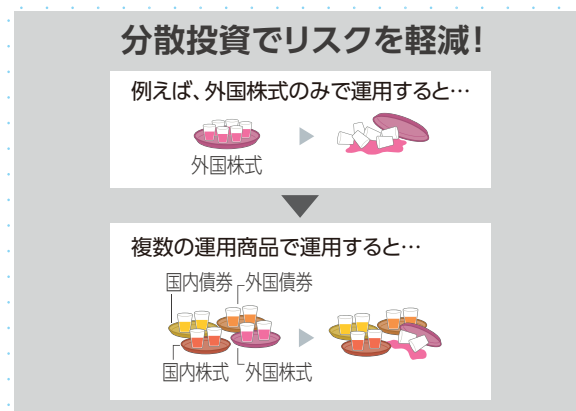 分散投資でリスクを軽減!
例えば、外国株式のみで運用すると…
外国株式
複数の運用商品で運用すると…
国内債券 外国債券
国内株式 外国株式